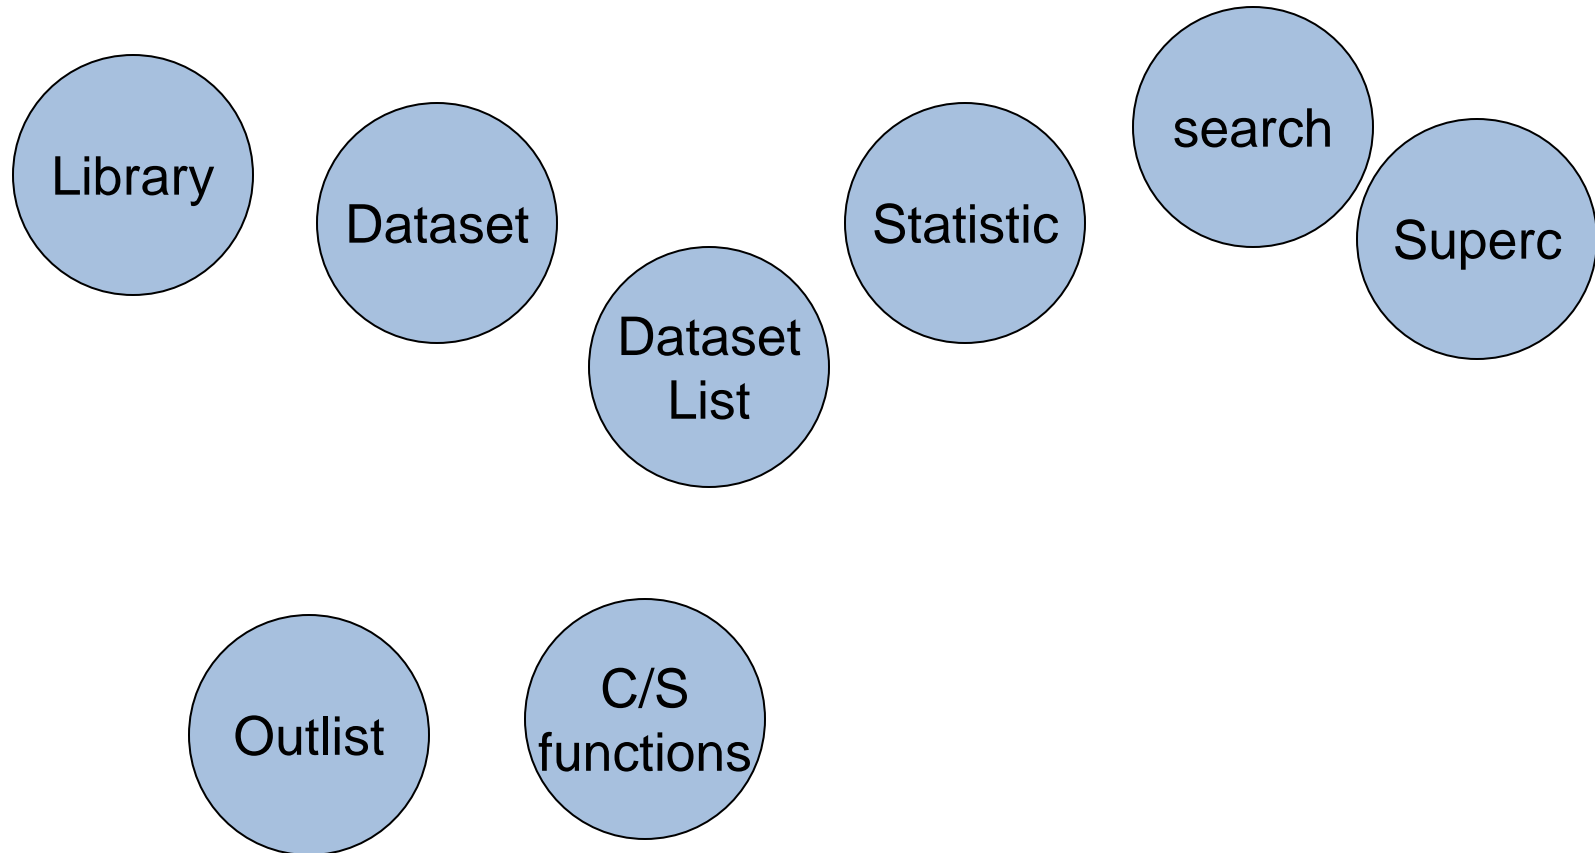 Library
Dataset
Dataset
List
Statistic
search
Superc
Outlist
C/S
functions